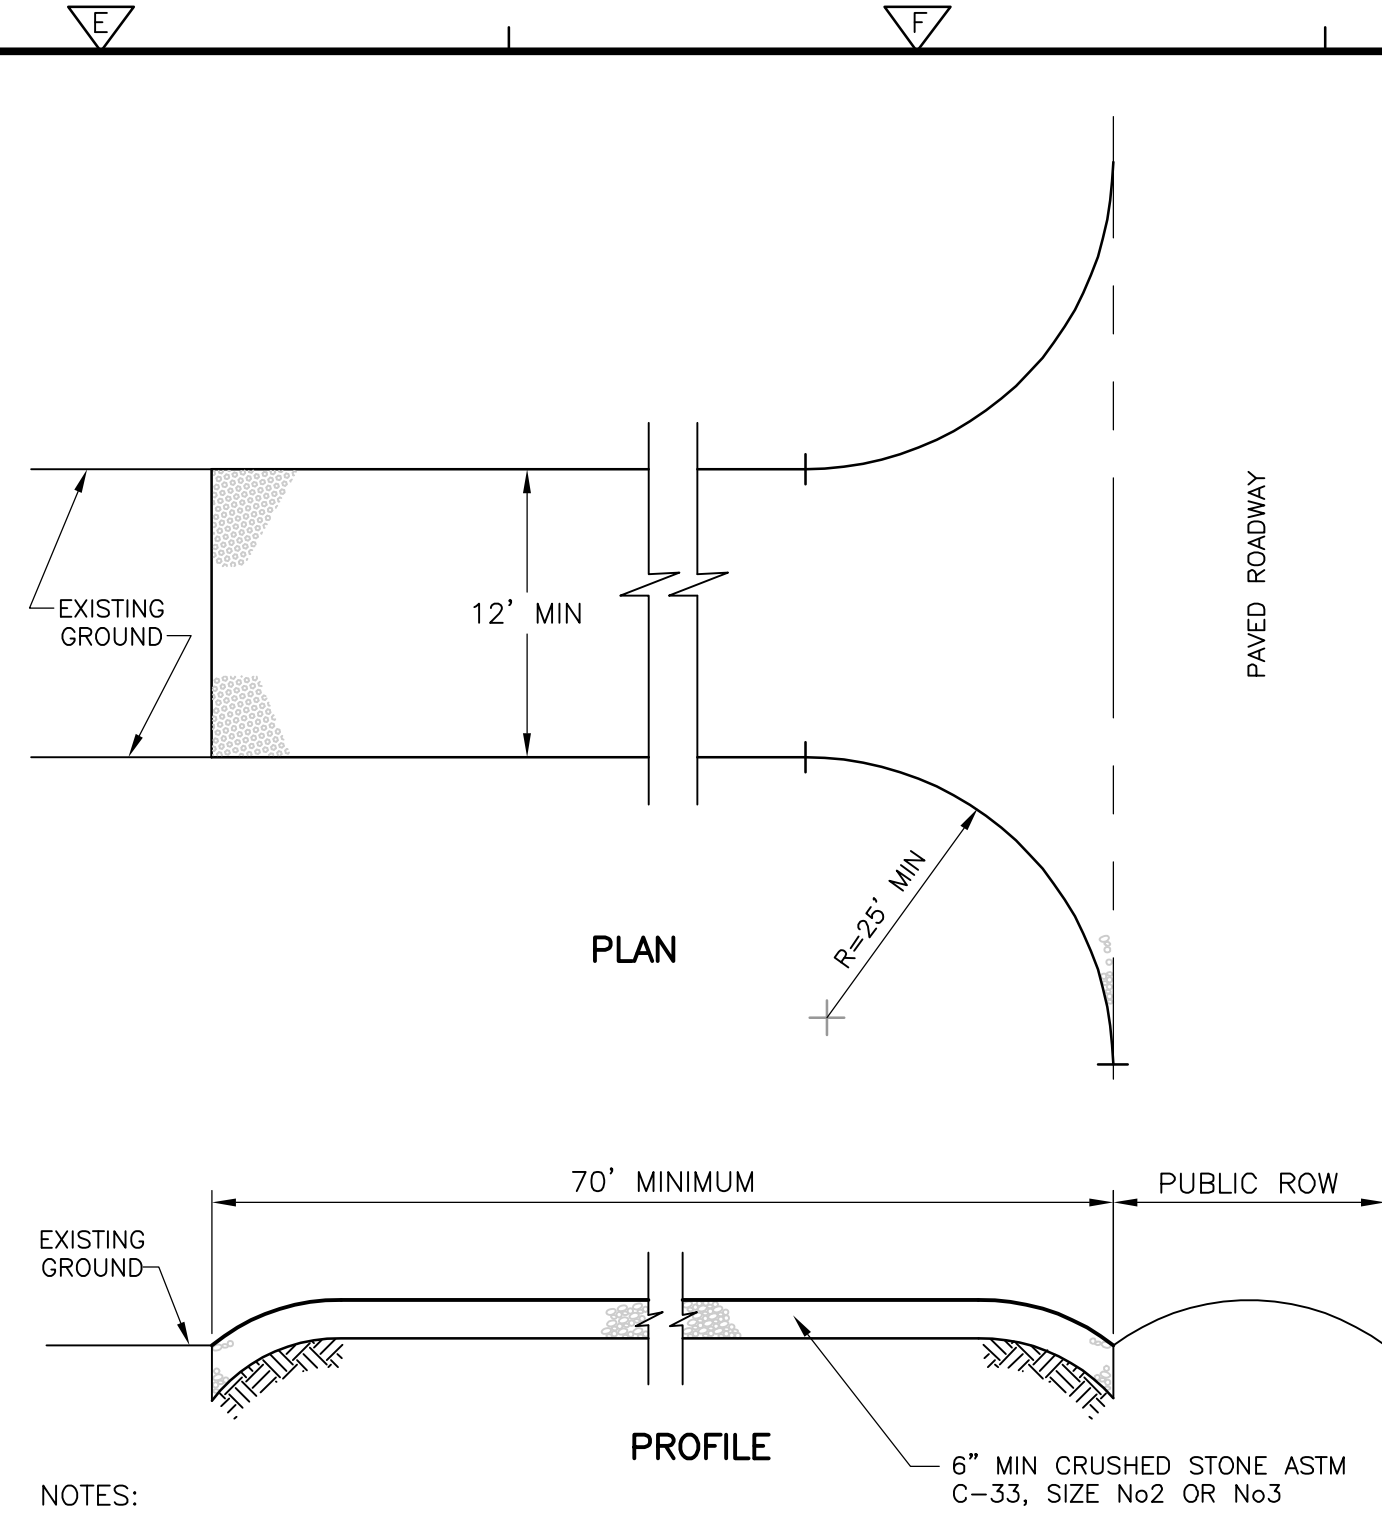 E
F
EXISTING
GROUND
12' MIN
PAVED ROADWAY
R=25' MIN
PLAN
70' MINIMUM
PUBLIC ROW
EXISTING
GROUND
PROFILE
6" MIN CRUSHED STONE ASTM
C-33, SIZE No2 OR No3
NOTES: